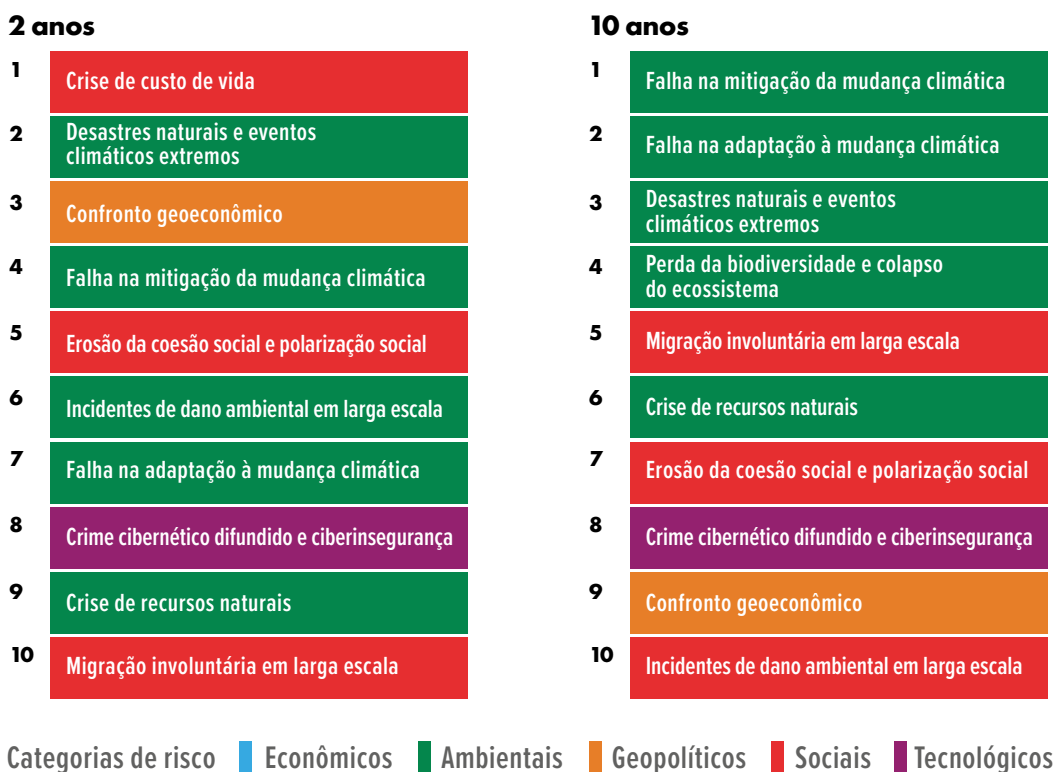 2 anos
1
Crise de custo de vida
2
Desastres naturais e eventos
climáticos extremos
3
Confronto geoeconômico
4
Falha na mitigação da mudança climática
5
Erosão da coesão social e polarização social
6
Incidentes de dano ambiental em larga escala
7
Falha na adaptação à mudança climática
8
Crime cibernético difundido e ciberinsegurança
9
Crise de recursos naturais
10
Migração involuntária em larga escala
10 anos
1
Falha na mitigação da mudança climática
2
Falha na adaptação à mudança climática
3
Desastres naturais e eventos
climáticos extremos
4
Perda da biodiversidade e colapso
do ecossistema
5
Migração involuntária em larga escala
6
Crise de recursos naturais
7
Erosão da coesão social e polarização social
8
Crime cibernético difundido e ciberinsegurança
9
Confronto geoeconômico
10
Incidentes de dano ambiental em larga escala
Categorias de risco Econômicos Ambientais Geopolíticos Sociais Tecnológicos